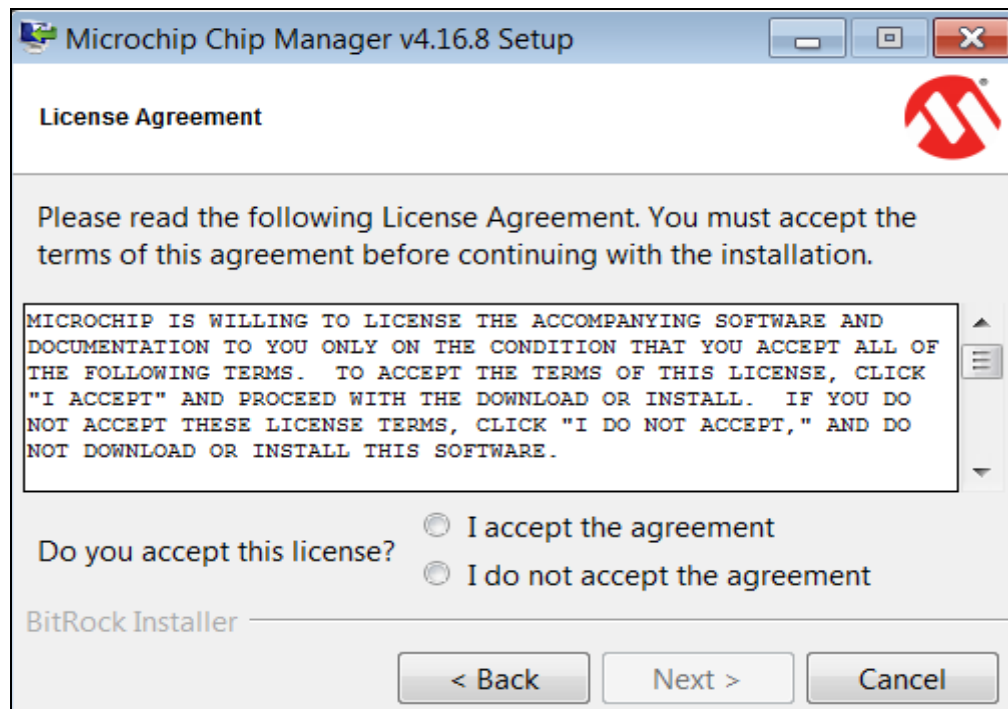 Microchip Chip Manager v4.16.8 Setup
License Agreement
Please read the following License Agreement. You must accept the
terms of this agreement before continuing with the installation.
MICROCHIP IS WILLING TO LICENSE THE ACCOMPANYING SOFTWARE AND
DOCUMENTATION TO YOU ONLY ON THE CONDITION THAT YOU ACCEPT ALL OF
THE FOLLOWING TERMS.  TO ACCEPT THE TERMS OF THIS LICENSE, CLICK
"I ACCEPT" AND PROCEED WITH THE DOWNLOAD OR INSTALL.  IF YOU DO
NOT ACCEPT THESE LICENSE TERMS, CLICK "I DO NOT ACCEPT," AND DO
NOT DOWNLOAD OR INSTALL THIS SOFTWARE.
Do you accept this license?
I accept the agreement
I do not accept the agreement
BitRock Installer
< Back
Next >
Cancel